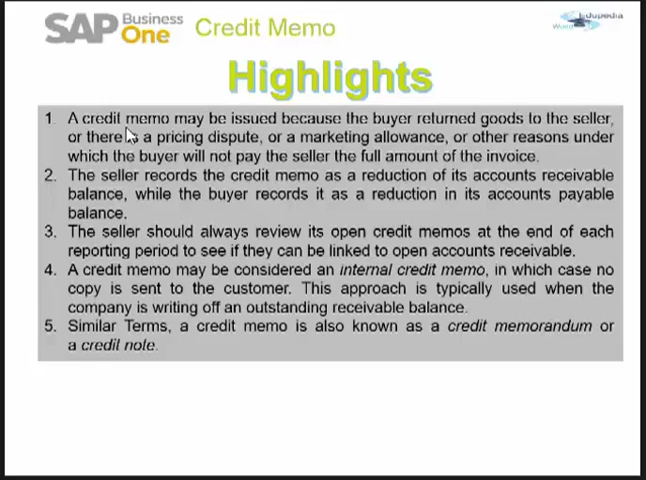 SAP Business One Credit Memo
Edupedia
World
Highlights
1. A credit memo may be issued because the buyer returned goods to the seller,
or there is a pricing dispute, or a marketing allowance, or other reasons under
which the buyer will not pay the seller the full amount of the invoice.
2. The seller records the credit memo as a reduction of its accounts receivable
balance, while the buyer records it as a reduction in its accounts payable
balance.
3. The seller should always review its open credit memos at the end of each
reporting period to see if they can be linked to open accounts receivable.
4. A credit memo may be considered an internal credit memo, in which case no
copy is sent to the customer. This approach is typically used when the
company is writing off an outstanding receivable balance.
5. Similar Terms, a credit memo is also known as a credit memorandum or
a credit note.